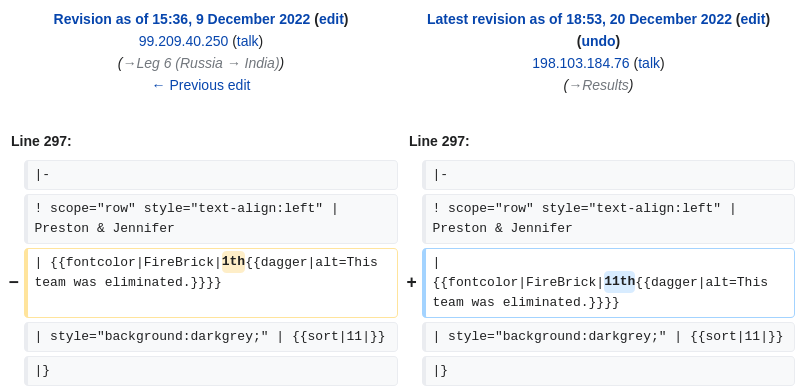 Revision as of 15:36, 9 December 2022 (edit)
99.209.40.250 (talk)
(→Leg 6 (Russia → India))
← Previous edit
Latest revision as of 18:53, 20 December 2022 (edit)
(undo)
198.103.184.76 (talk)
(→Results)
Line 297:
Line 297:
|-
|-
! scope="row" style="text-align:left" |
Preston & Jennifer
! scope="row" style="text-align:left" |
Preston & Jennifer
− | {{fontcolor|FireBrick|1th{{dagger|alt=This
team was eliminated.}}}}
+ |
{{fontcolor|FireBrick|11th{{dagger|alt=This
team was eliminated.}}}}
| style="background:darkgrey;" | {{sort|11|}}
| style="background:darkgrey;" | {{sort|11|}}
|}
|}